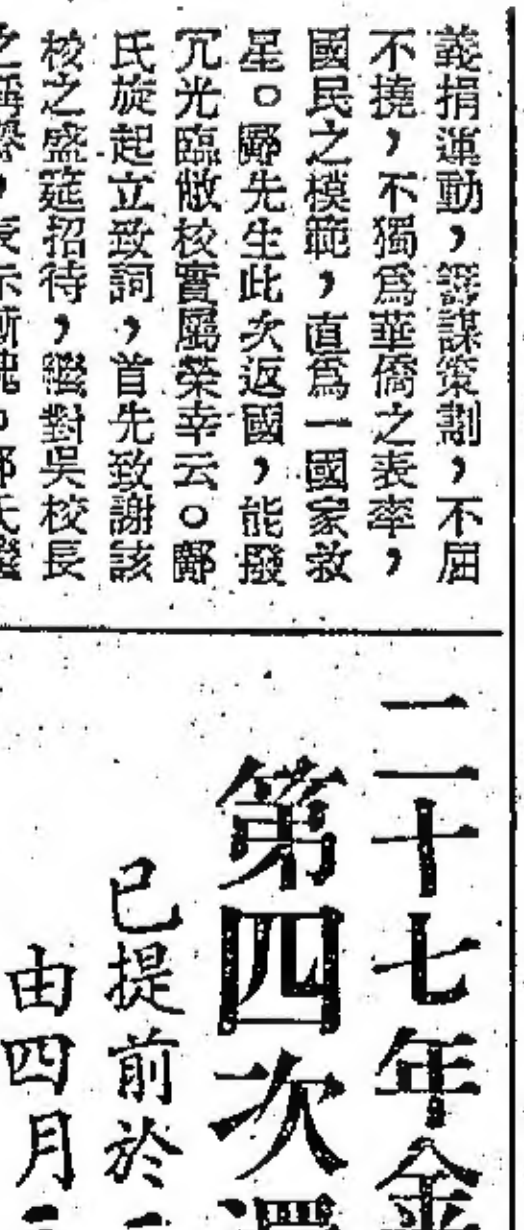 義捐運動，籌謀策劃，不屈
不撓，不獨爲華僑之表率，
國民之模範，直爲一國家救
星。鄺先生此次返國，能撥
冗光臨敝校實屬榮幸云。鄺
氏旋起立致詞，首先致謝該
校之盛筵招待，繼對吳校長
二十七年金
第四次還
已提前於
由四月